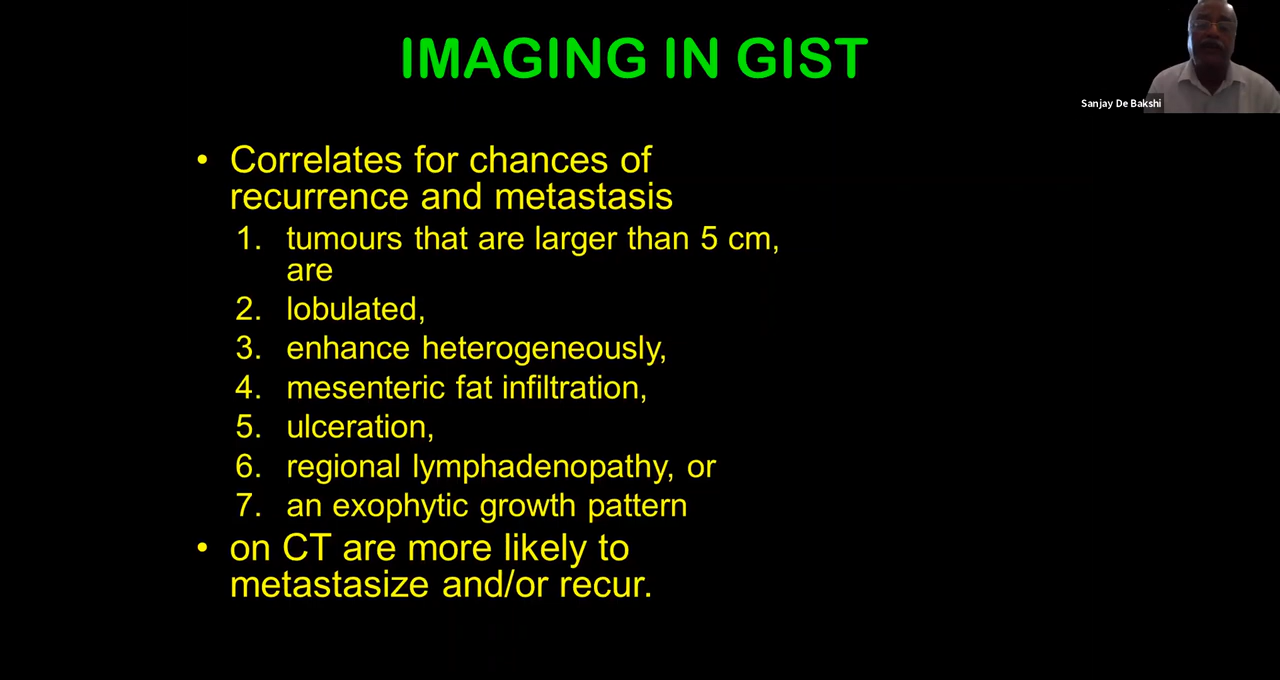 IMAGING IN GIST
Sanjay De Bakshi
• Correlates for chances of
recurrence and metastasis
1. tumours that are larger than 5 cm,
are
2. lobulated,
3. enhance heterogeneously,
4. mesenteric fat infiltration,
5. ulceration,
6. regional lymphadenopathy, or
7. an exophytic growth pattern
• on CT are more likely to
metastasize and/or recur.